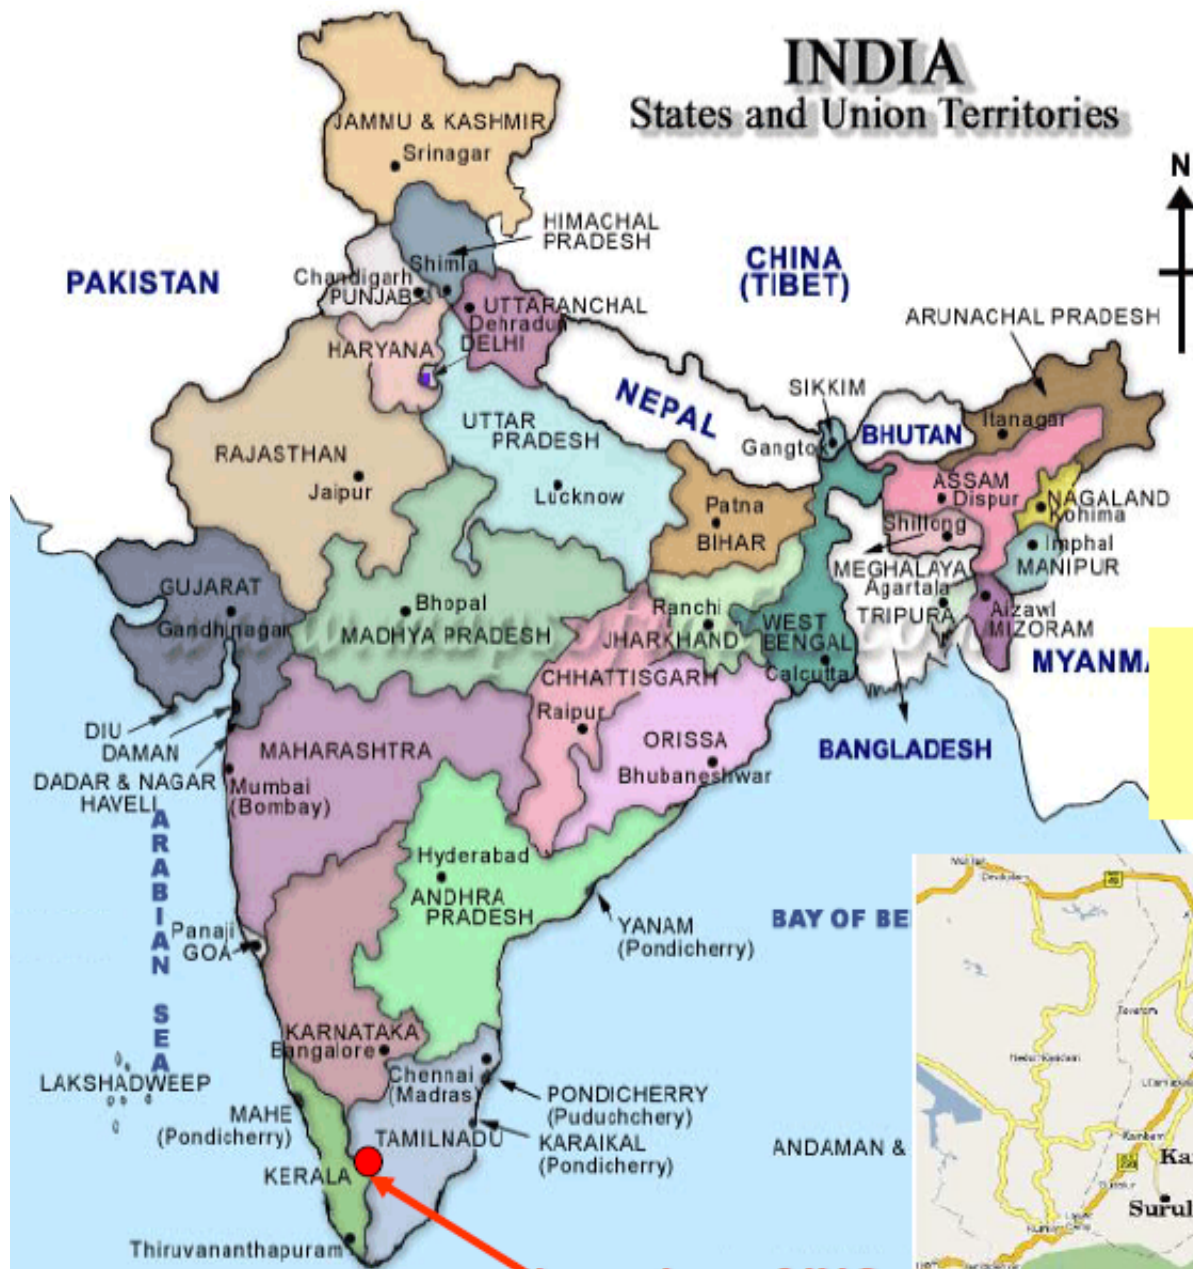 INDIA
States and Union Territories
N
JAMMU & KASHMIR
Srinagar
HIMACHAL
PRADESH
Shimla
PAKISTAN
CHINA
(TIBET)
Chandigarh
PUNJAB
UTTARANCHAL
Dehradun
DELHI
HARYANA
ARUNACHAL PRADESH
SIKKIM
NEPAL
BHUTAN
Itanagar
Gangtok
UTTAR
PRADESH
RAJASTHAN
Jaipur
Lucknow
Patna
BIHAR
ASSAM
Dispur
NAGALAND
Kohima
Shillong
Imphal
MANIPUR
MEGHALAYA
Agartala
TRIPURA
Aizawl
MIZORAM
GUJARAT
Gandhinagar
Bhopal
MADHYA PRADESH
Ranchi
JHARKHAND
WEST
BENGAL
Calcutta
MYANMA
CHHATTISGARH
Raipur
ORISSA
Bhubaneshwar
BANGLADESH
DIU
DAMAN
DADAR & NAGAR
HAVELI
MAHARASHTRA
Mumbai
(Bombay)
ARABIAN SEA
Hyderabad
ANDHRA
PRADESH
YANAM
(Pondicherry)
BAY OF BE
Panaji
GOA
KARNATAKA
Bangalore
Chennai
(Madras)
LAKSHADWEEP
PONDICHERRY
(Puduchchery)
MAHE
(Pondicherry)
TAMILNADU
KARAIKAL
(Pondicherry)
ANDAMAN &
KERALA
Thiruvananthapuram
Kambam
Ka
Surul